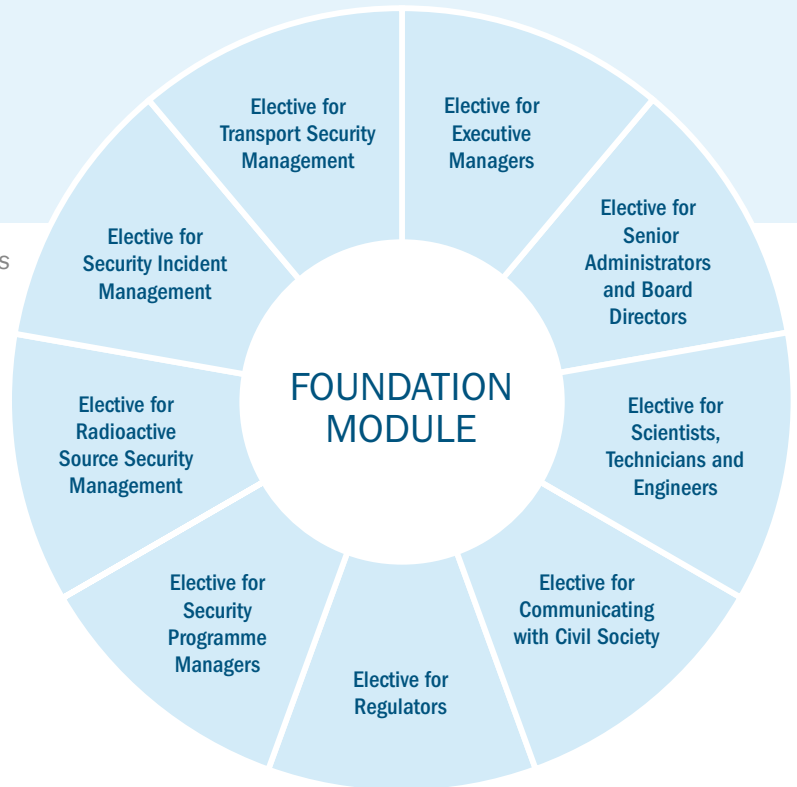 Elective for
Transport Security
Management
Elective for
Executive
Managers
Elective for
Senior
Administrators
and Board
Directors
Elective for
Scientists,
Technicians and
Engineers
Elective for
Communicating
with Civil Society
Elective for
Regulators
Elective for
Security
Programme
Managers
Elective for
Radioactive
Source Security
Management
Elective for
Security Incident
Management
FOUNDATION
MODULE